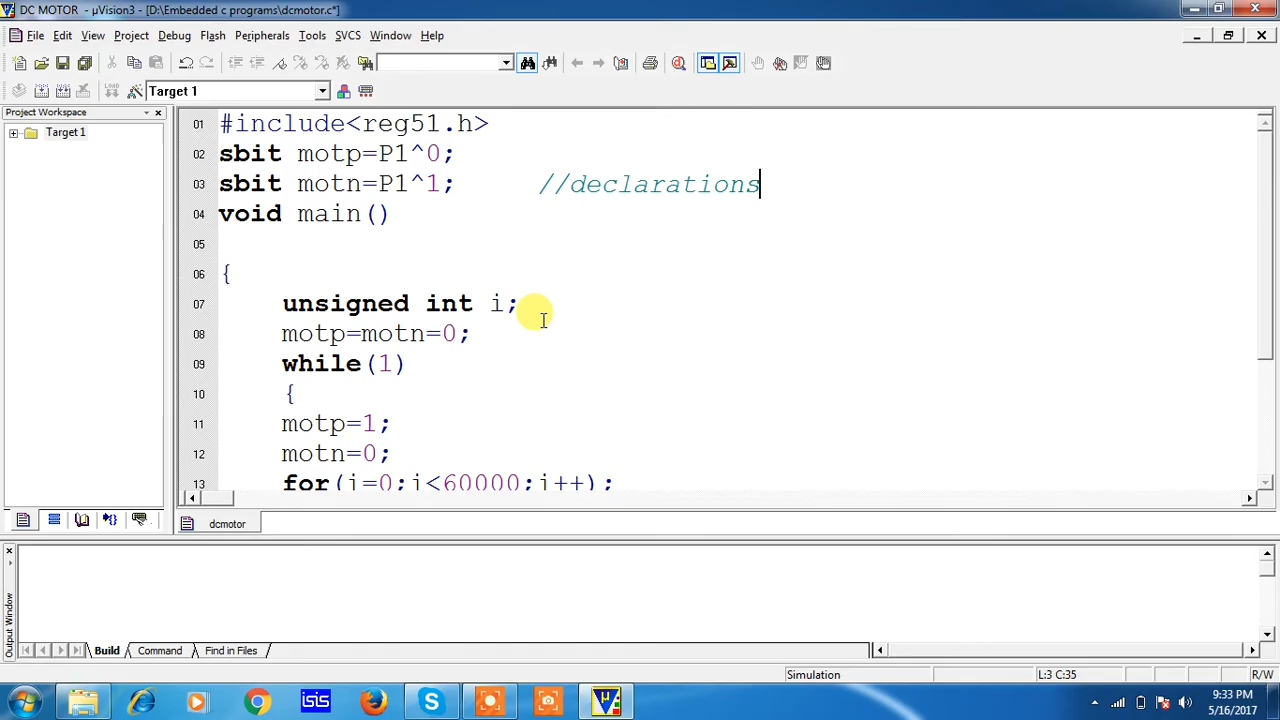 DC MOTOR - µVision3 - [D:\Embedded c programs\dcmotor.c*]
File Edit View Project Debug Flash Peripherals Tools SVCS Window Help
Target 1
Project Workspace
Target 1
01 #include<reg51.h>
02 sbit motp=P1^0;
03 sbit motn=P1^1; //declarations
04 void main()
05
06 {
07 unsigned int i;
08 motp=motn=0;
09 while(1)
10 {
11 motp=1;
12 motn=0;
13 for(i=0;i<60000;i++);
dcmotor
Output Window
Build Command Find in Files
Simulation L:3 C:35 R/W
isis
9:33 PM
5/16/2017